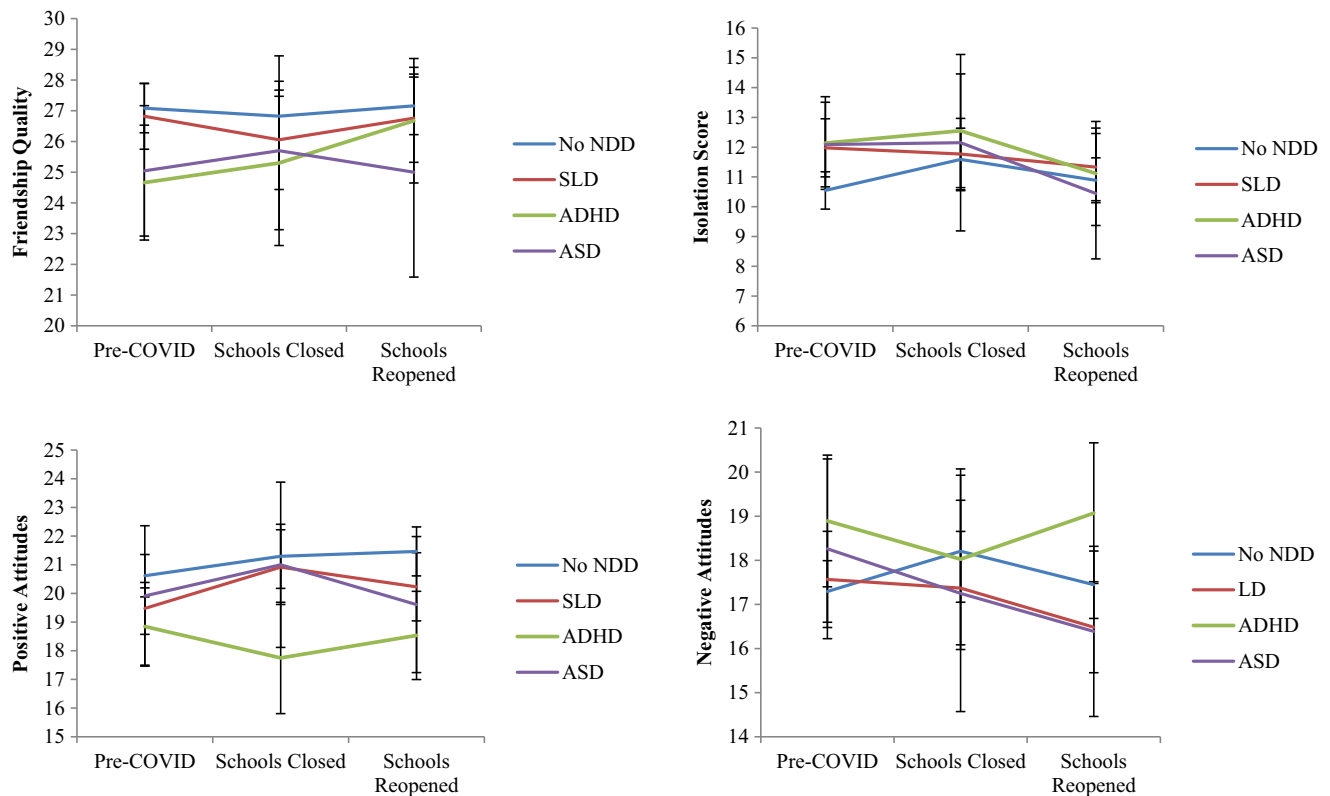 Friendship Quality
30
29
28
27
26
25
24
23
22
21
20
Pre-COVID
Schools Closed
Schools
Reopened
No NDD
SLD
ADHD
ASD
Isolation Score
16
15
14
13
12
11
10
9
8
7
6
Pre-COVID
Schools Closed
Schools
Reopened
No NDD
SLD
ADHD
ASD
Positive Attitudes
25
24
23
22
21
20
19
18
17
16
15
Pre-COVID
Schools Closed
Schools
Reopened
No NDD
SLD
ADHD
ASD
Negative Attitudes
21
20
19
18
17
16
15
14
Pre-COVID
Schools Closed
Schools
Reopened
No NDD
LD
ADHD
ASD